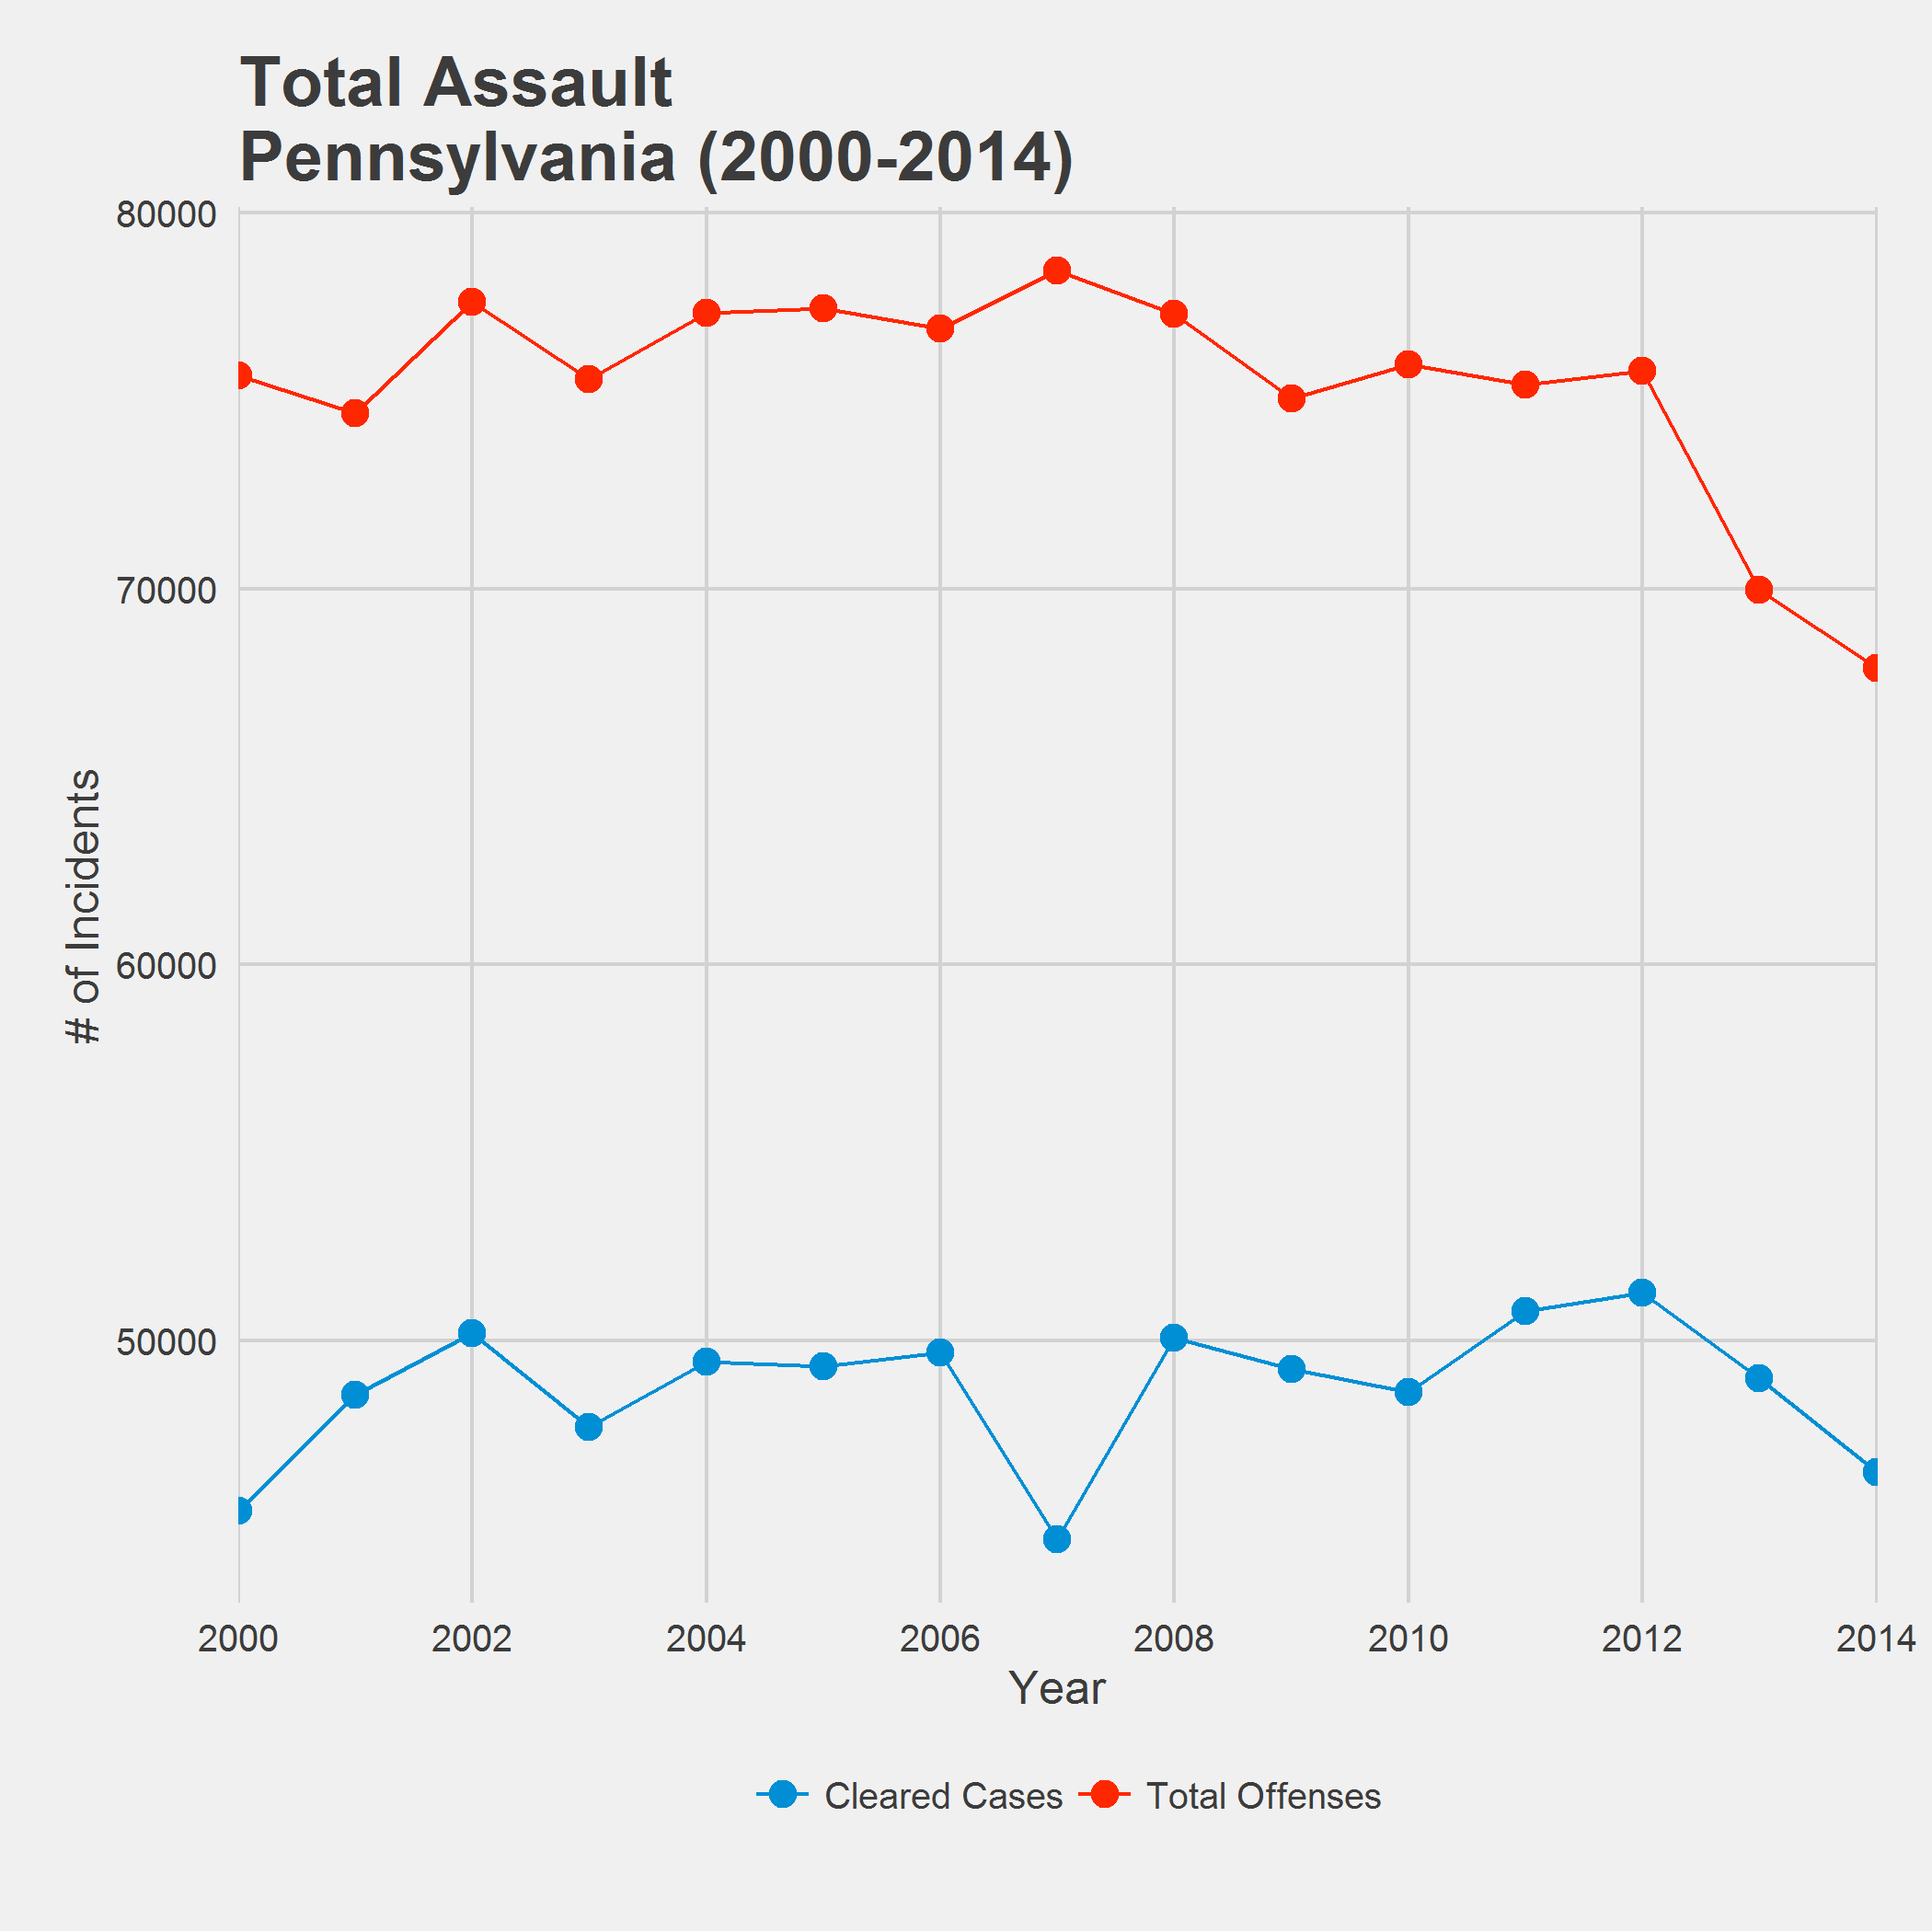 Total Assault
Pennsylvania (2000-2014)
80000
70000
60000
50000
# of Incidents
2000 2002 2004 2006 2008 2010 2012 2014
Year
Cleared Cases Total Offenses